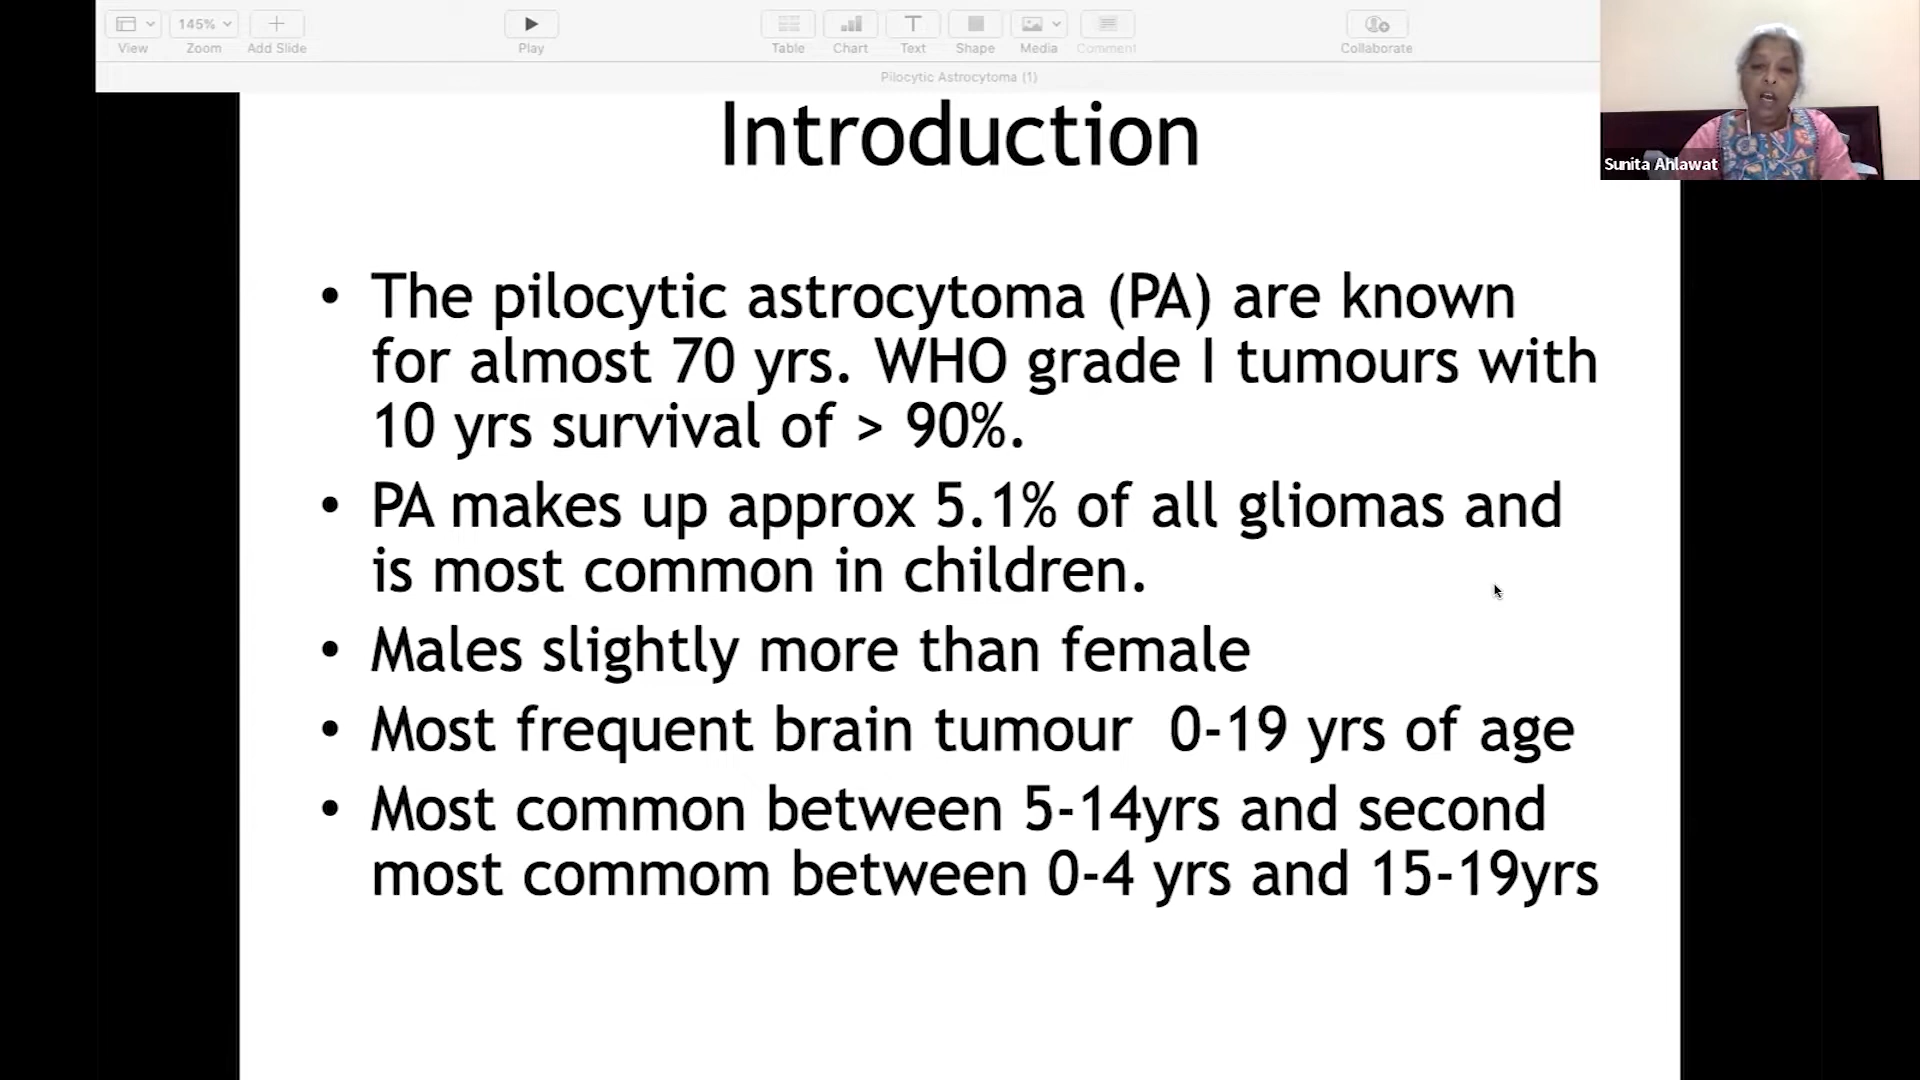 145%
View
Zoom
Add Slide
Play
Table
Chart
Text
Shape
Media
Comment
Collaborate
Pilocytic Astrocytoma (1)
Sunita Ahlawat
Introduction
• The pilocytic astrocytoma (PA) are known
for almost 70 yrs. WHO grade I tumours with
10 yrs survival of > 90%.
• PA makes up approx 5.1% of all gliomas and
is most common in children.
• Males slightly more than female
• Most frequent brain tumour 0-19 yrs of age
• Most common between 5-14yrs and second
most commom between 0-4 yrs and 15-19yrs